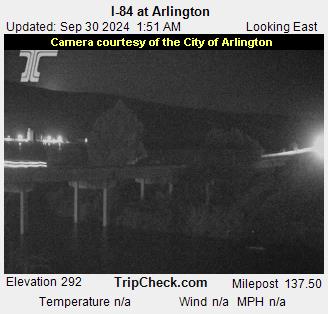 I-84 at Arlington
Updated: Sep 30 2024 1:51 AM Looking East
Camera courtesy of the City of Arlington
Elevation 292 TripCheck.com Milepost 137.50
Temperature n/a Wind n/a MPH n/a